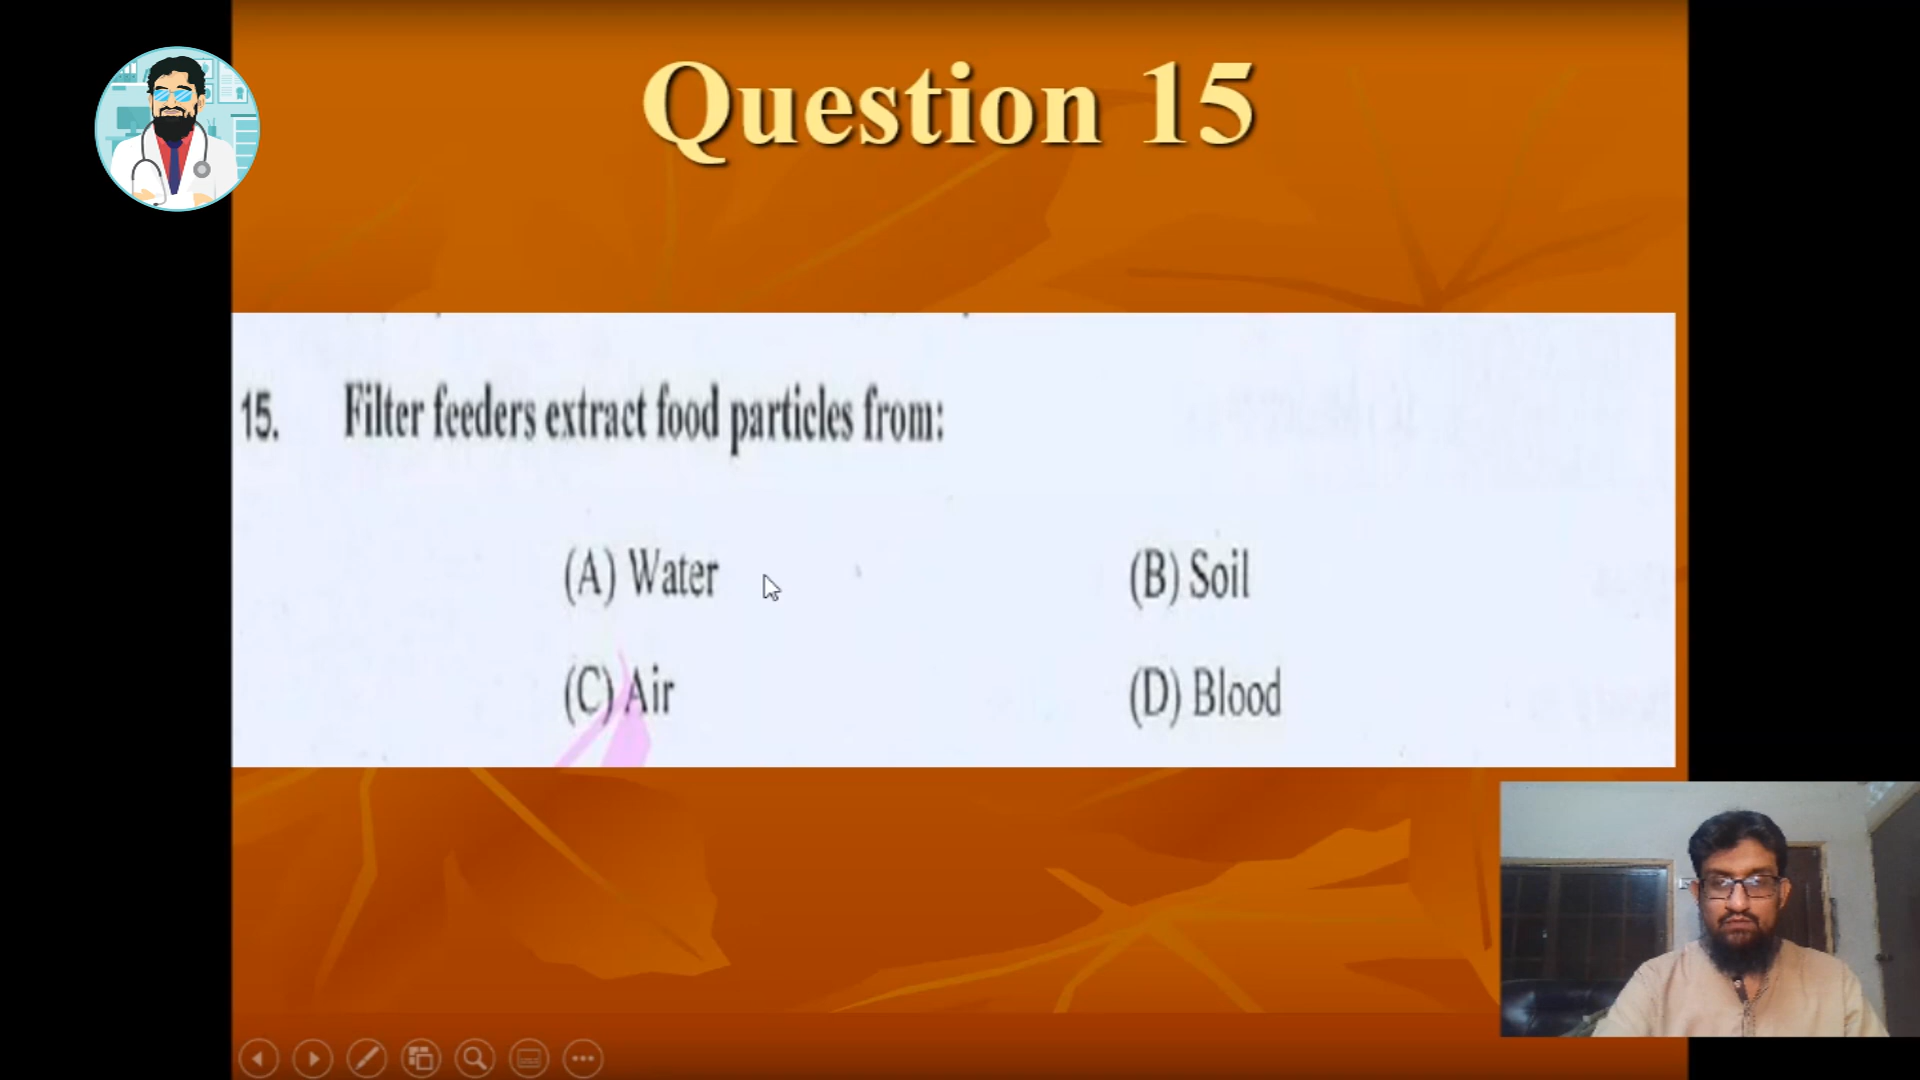 Question 15
15. Filter feeders extract food particles from:
(A) Water (B) Soil
(C) Air (D) Blood